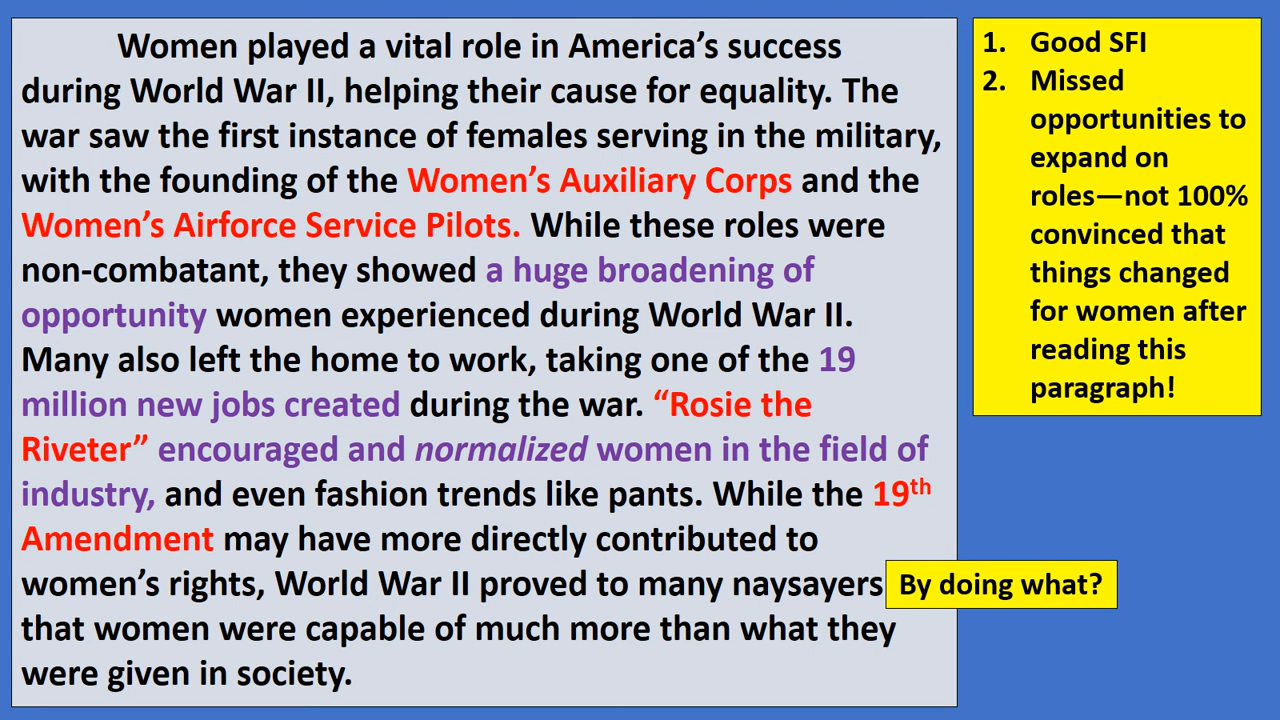 Women played a vital role in America’s success
during World War II, helping their cause for equality. The
war saw the first instance of females serving in the military,
with the founding of the Women’s Auxiliary Corps and the
Women’s Airforce Service Pilots. While these roles were
non-combatant, they showed a huge broadening of
opportunity women experienced during World War II.
Many also left the home to work, taking one of the 19
million new jobs created during the war. “Rosie the
Riveter” encouraged and normalized women in the field of
industry, and even fashion trends like pants. While the 19th
Amendment may have more directly contributed to
women’s rights, World War II proved to many naysayers
that women were capable of much more than what they
were given in society.
1. Good SFI
2. Missed
opportunities to
expand on
roles—not 100%
convinced that
things changed
for women after
reading this
paragraph!
By doing what?